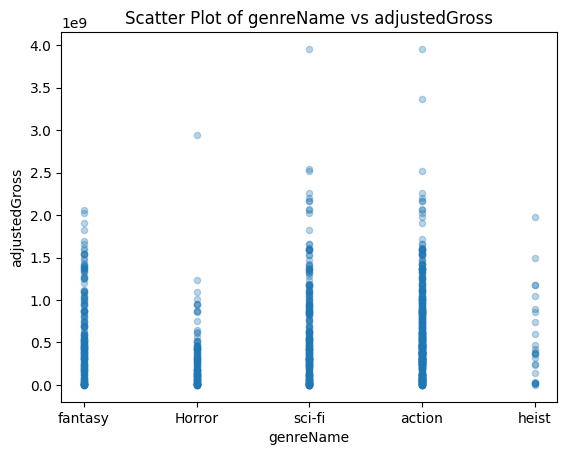 Scatter Plot of genreName vs adjustedGross
1e9
4.0
3.5
3.0
2.5
2.0
1.5
1.0
0.5
0.0
adjustedGross
fantasy Horror sci-fi action heist
genreName